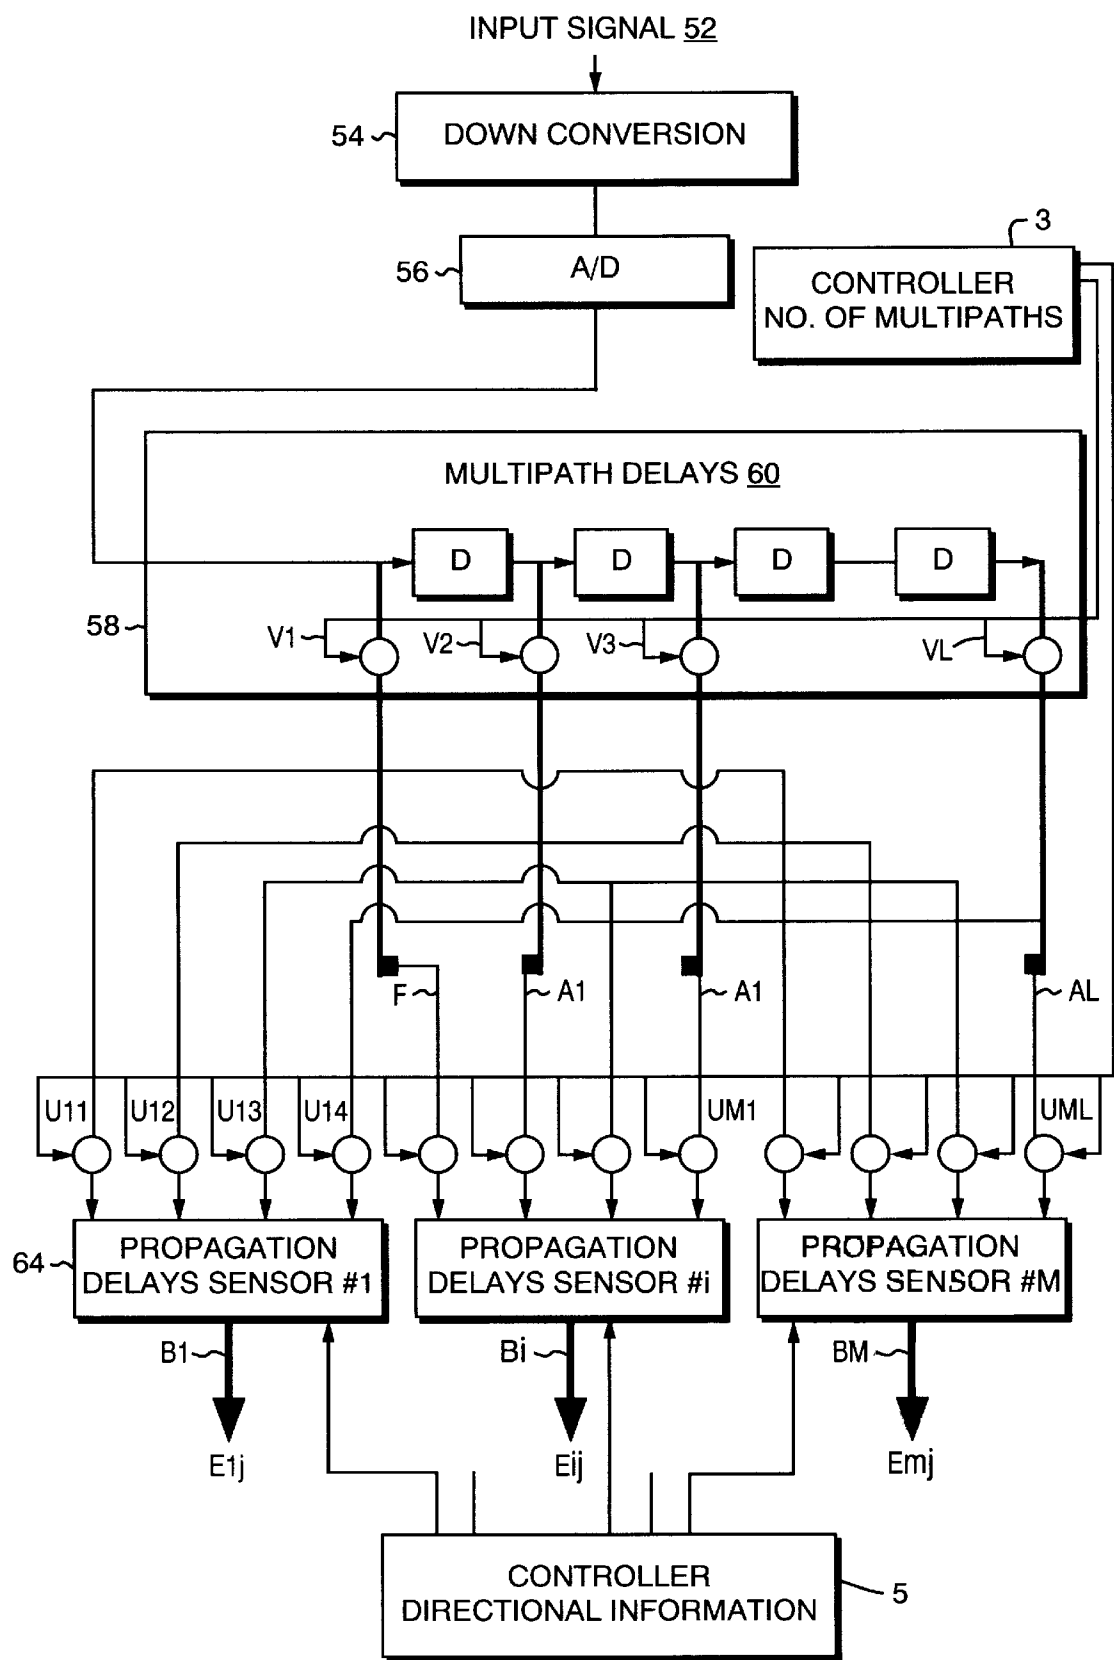 INPUT SIGNAL 52
DOWN CONVERSION
54
A/D
56
3
CONTROLLER
NO. OF MULTIPATHS
MULTIPATH DELAYS 60
D D D D
58
V1 V2 V3 VL
F A1 A1 AL
U11 U12 U13 U14 UM1 UML
64
PROPAGATION
DELAYS SENSOR #1
PROPAGATION
DELAYS SENSOR #i
PROPAGATION
DELAYS SENSOR #M
B1 Bi BM
E1j Eij Emj
CONTROLLER
DIRECTIONAL INFORMATION
5